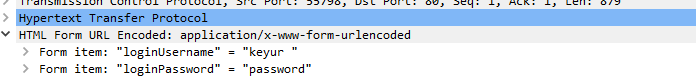 Transmission Control Protocol, Src Port: 55798, Dst Port: 80, Seq: 1, Ack: 1, Len: 879
Hypertext Transfer Protocol
HTML Form URL Encoded: application/x-www-form-urlencoded
Form item: "loginUsername" = "keyur "
Form item: "loginPassword" = "password"